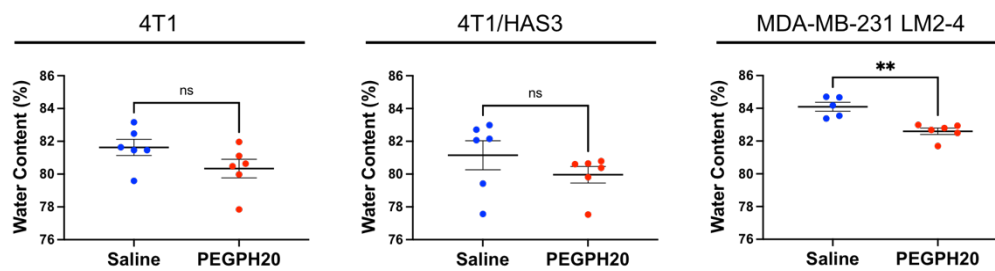 4T1
Water Content (%)
86
84
82
80
78
76
ns
Saline PEGPH20
4T1/HAS3
Water Content (%)
86
84
82
80
78
76
ns
Saline PEGPH20
MDA-MB-231 LM2-4
Water Content (%)
86
84
82
80
78
76
**
Saline PEGPH20